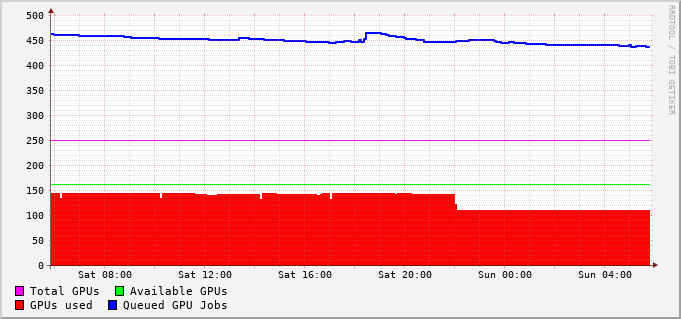 500
450
400
350
300
250
200
150
100
50
0
Sat 08:00 Sat 12:00 Sat 16:00 Sat 20:00 Sun 00:00 Sun 04:00
Total GPUs Available GPUs
GPUs used Queued GPU Jobs
RRDTOOL / TOBI OETIKER